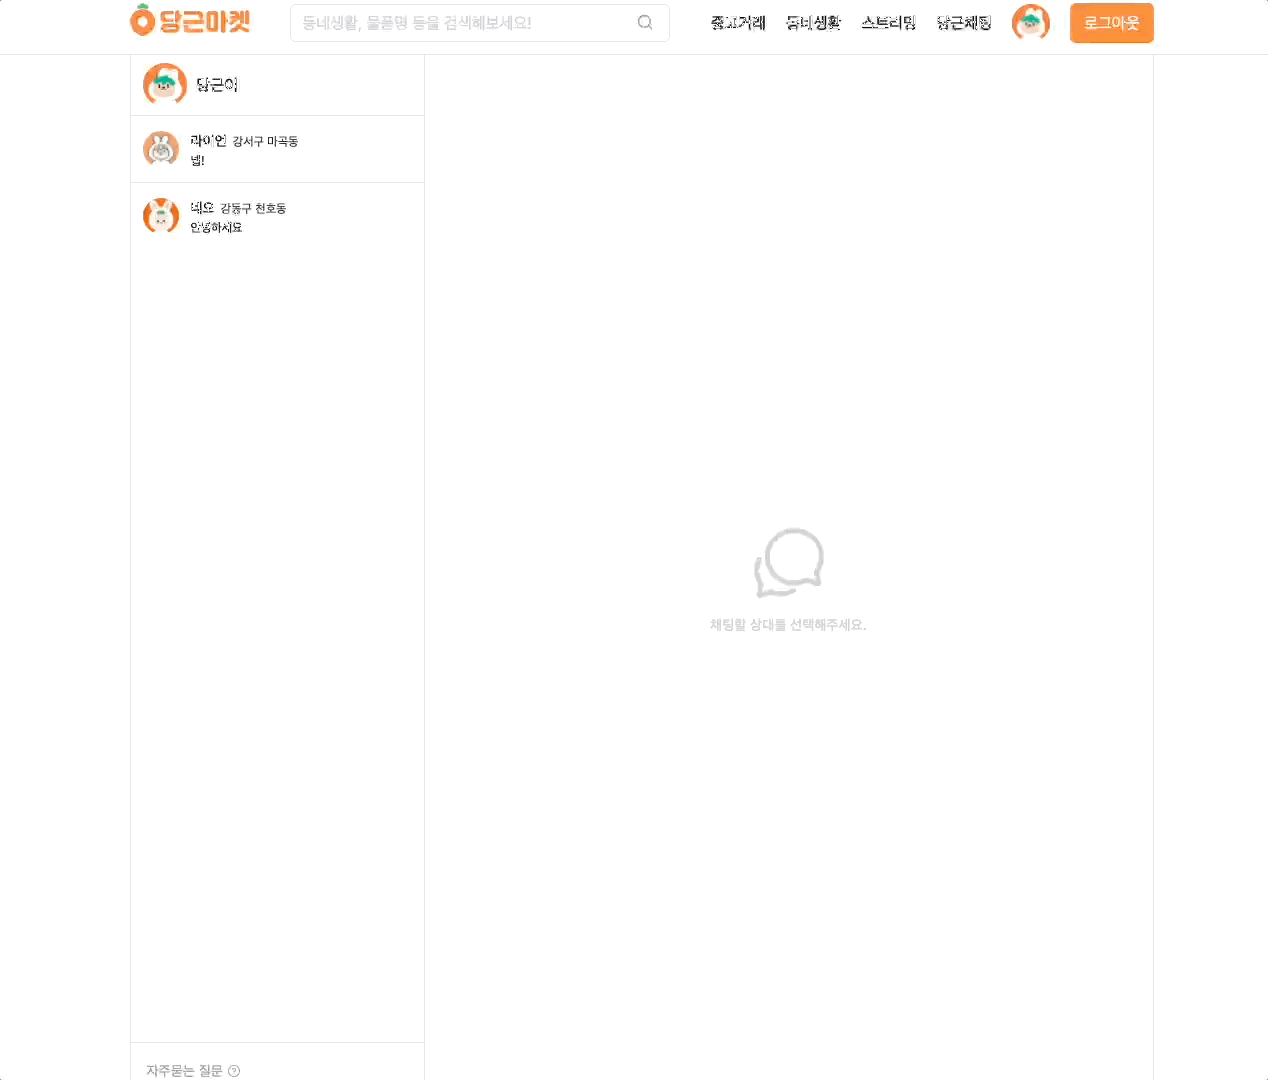 당근마켓
동네생활, 물품명 등을 검색해보세요!
중고거래 동네생활 스트리밍 당근채팅
로그아웃
당근이
라이언 강서구 마곡동
넵!
네오 강동구 천호동
안녕하세요
채팅할 상대를 선택해주세요.
자주묻는 질문